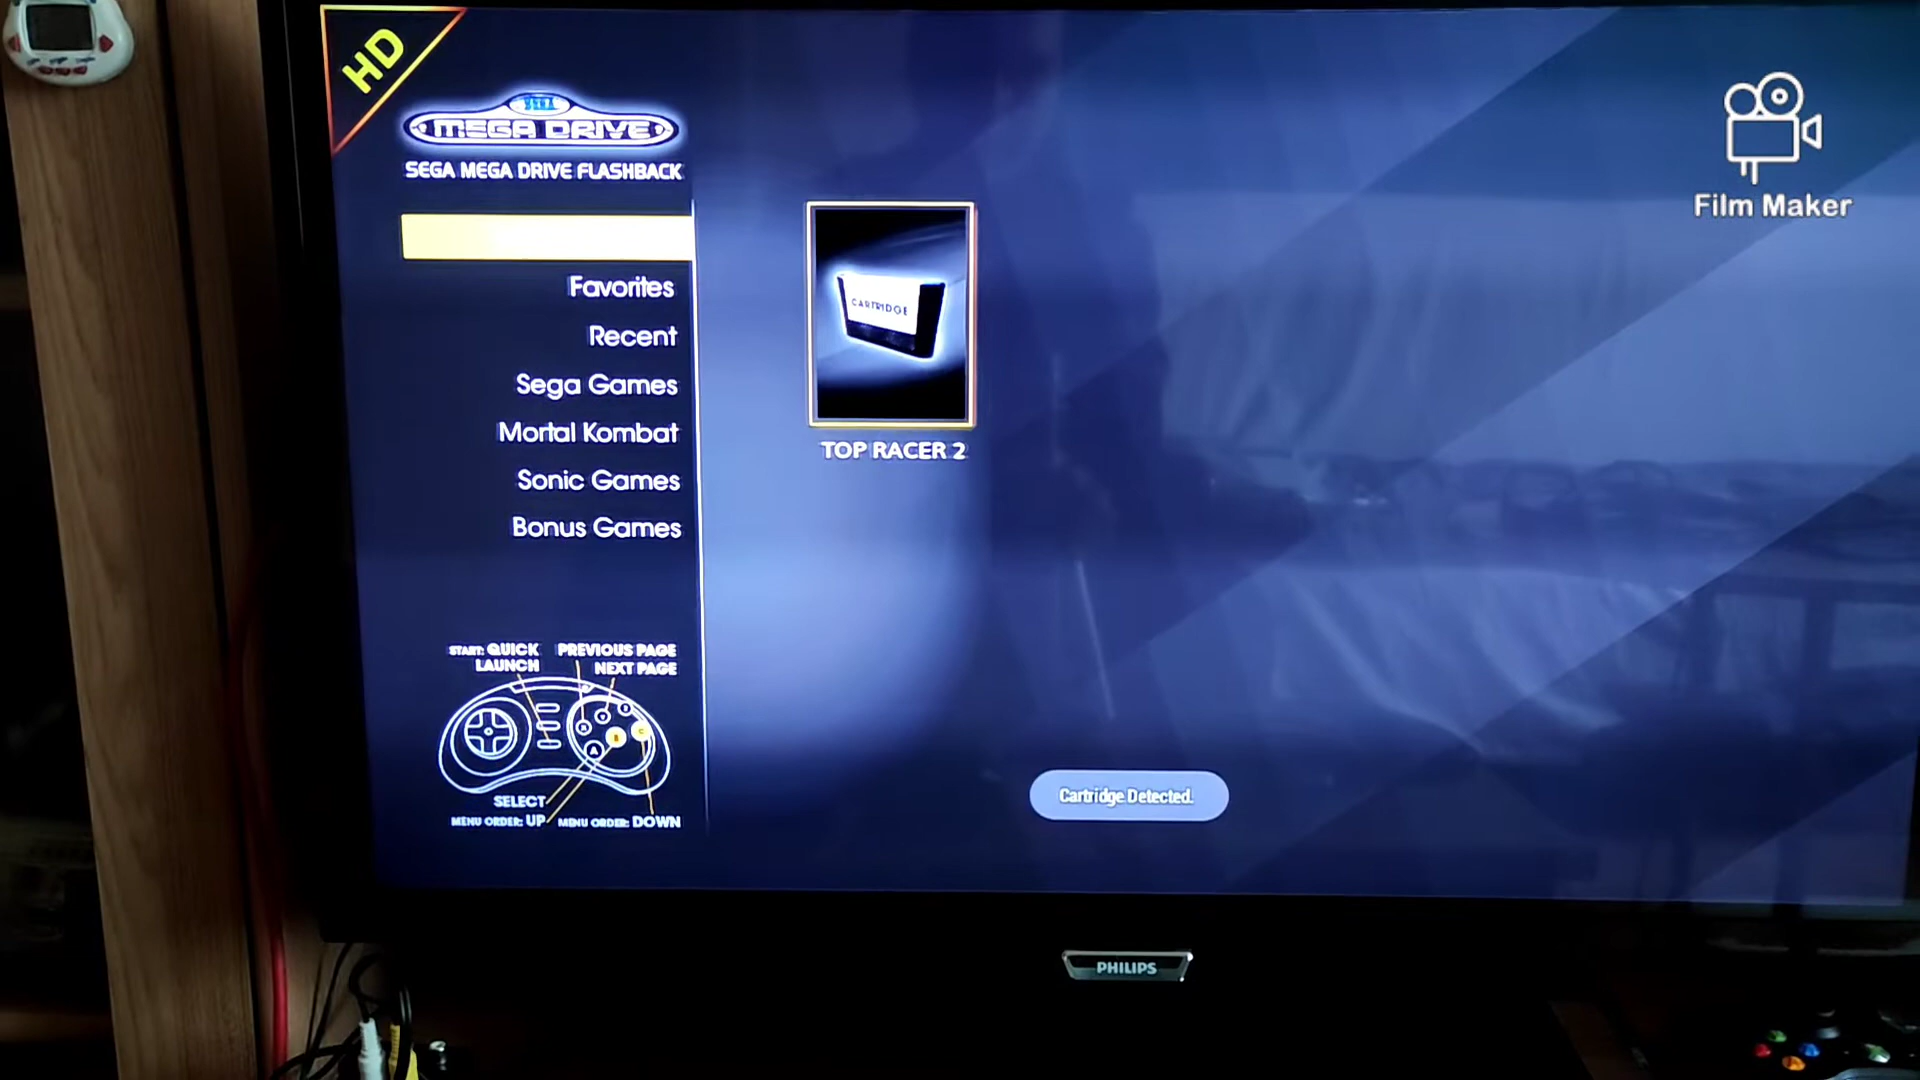 HD
SEGA
MEGA DRIVE
SEGA MEGA DRIVE FLASHBACK
Favorites
Recent
Sega Games
Mortal Kombat
Sonic Games
Bonus Games
CARTRIDGE
TOP RACER 2
Film Maker
START: QUICK LAUNCH
PREVIOUS PAGE
NEXT PAGE
A
B
C
SELECT
MENU ORDER: UP
MENU ORDER: DOWN
Cartridge Detected.
PHILIPS